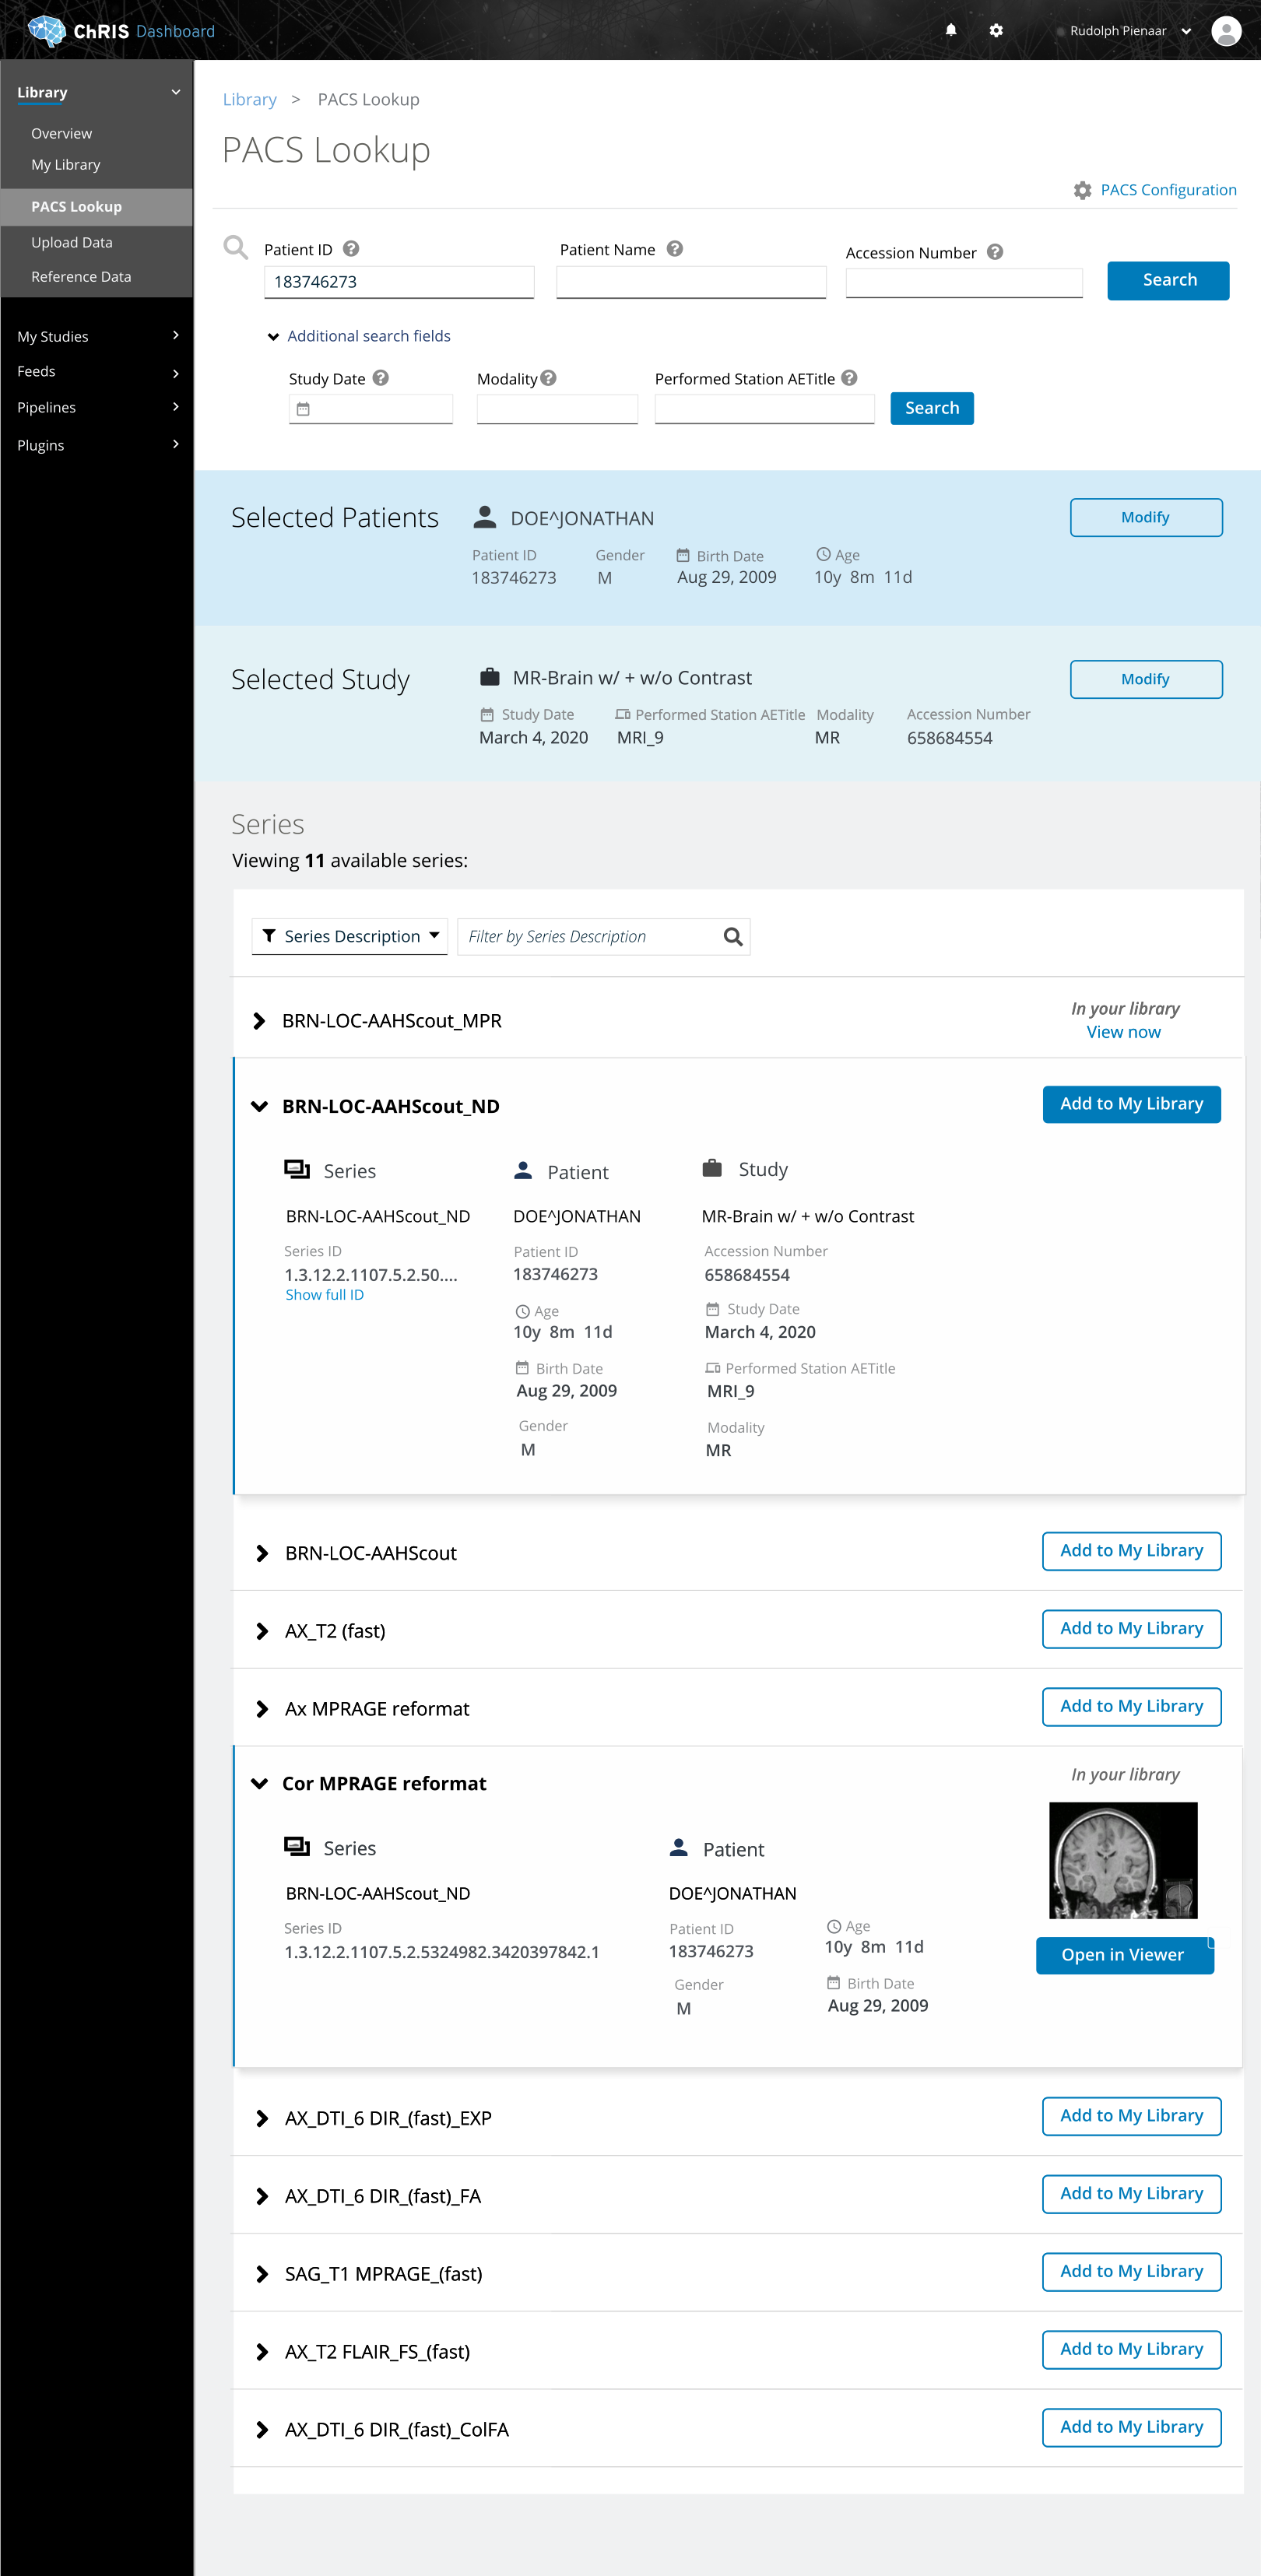 ChRIS Dashboard
Rudolph Pienaar
Library
Overview
My Library
PACS Lookup
Upload Data
Reference Data
My Studies
Feeds
Pipelines
Plugins
Library > PACS Lookup
PACS Lookup
PACS Configuration
Patient ID Patient Name Accession Number
183746273
Search
Additional search fields
Study Date Modality Performed Station AETitle
Search
Selected Patients DOE^JONATHAN Modify
Patient ID Gender Birth Date Age
183746273 M Aug 29, 2009 10y 8m 11d
Selected Study MR-Brain w/ + w/o Contrast Modify
Study Date Performed Station AETitle Modality Accession Number
March 4, 2020 MRI_9 MR 658684554
Series
Viewing 11 available series:
Series Description Filter by Series Description
BRN-LOC-AAHScout_MPR In your library
View now
BRN-LOC-AAHScout_ND Add to My Library
Series Patient Study
BRN-LOC-AAHScout_ND DOE^JONATHAN MR-Brain w/ + w/o Contrast
Series ID Patient ID Accession Number
1.3.12.2.1107.5.2.50.... 183746273 658684554
Show full ID
Age Study Date
10y 8m 11d March 4, 2020
Birth Date Performed Station AETitle
Aug 29, 2009 MRI_9
Gender Modality
M MR
BRN-LOC-AAHScout Add to My Library
AX_T2 (fast) Add to My Library
Ax MPRAGE reformat Add to My Library
Cor MPRAGE reformat In your library
Series Patient
BRN-LOC-AAHScout_ND DOE^JONATHAN
Series ID Patient ID Age
1.3.12.2.1107.5.2.5324982.3420397842.1 183746273 10y 8m 11d
Open in Viewer
Gender Birth Date
M Aug 29, 2009
AX_DTI_6 DIR_(fast)_EXP Add to My Library
AX_DTI_6 DIR_(fast)_FA Add to My Library
SAG_T1 MPRAGE_(fast) Add to My Library
AX_T2 FLAIR_FS_(fast) Add to My Library
AX_DTI_6 DIR_(fast)_ColFA Add to My Library